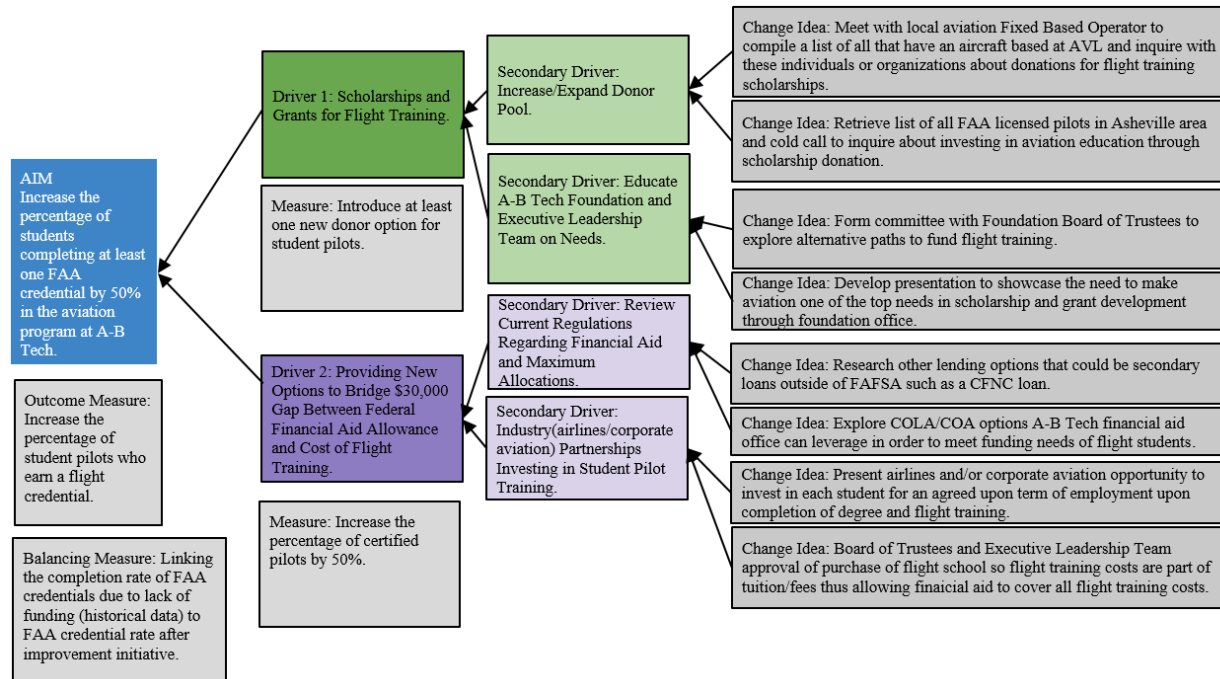 AIM
Increase the
percentage of
students
completing at least
one FAA
credential by 50%
in the aviation
program at A-B
Tech.
Outcome Measure:
Increase the
percentage of
student pilots who
earn a flight
credential.
Balancing Measure: Linking
the completion rate of FAA
credentials due to lack of
funding (historical data) to
FAA credential rate after
improvement initiative.
Driver 1: Scholarships and
Grants for Flight Training.
Measure: Introduce at least
one new donor option for
student pilots.
Driver 2: Providing New
Options to Bridge $30,000
Gap Between Federal
Financial Aid Allowance
and Cost of Flight
Training.
Measure: Increase the
percentage of certified
pilots by 50%.
Secondary Driver:
Increase/Expand Donor
Pool.
Secondary Driver: Educate
A-B Tech Foundation and
Executive Leadership
Team on Needs.
Secondary Driver: Review
Current Regulations
Regarding Financial Aid
and Maximum
Allocations.
Secondary Driver:
Industry(airlines/corporate
aviation) Partnerships
Investing in Student Pilot
Training.
Change Idea: Meet with local aviation Fixed Based Operator to
compile a list of all that have an aircraft based at AVL and inquire with
these individuals or organizations about donations for flight training
scholarships.
Change Idea: Retrieve list of all FAA licensed pilots in Asheville area
and cold call to inquire about investing in aviation education through
scholarship donation.
Change Idea: Form committee with Foundation Board of Trustees to
explore alternative paths to fund flight training.
Change Idea: Develop presentation to showcase the need to make
aviation one of the top needs in scholarship and grant development
through foundation office.
Change Idea: Research other lending options that could be secondary
loans outside of FAFSA such as a CFNC loan.
Change Idea: Explore COLA/COA options A-B Tech financial aid
office can leverage in order to meet funding needs of flight students.
Change Idea: Present airlines and/or corporate aviation opportunity to
invest in each student for an agreed upon term of employment upon
completion of degree and flight training.
Change Idea: Board of Trustees and Executive Leadership Team
approval of purchase of flight school so flight training costs are part of
tuition/fees thus allowing finaicial aid to cover all flight training costs.